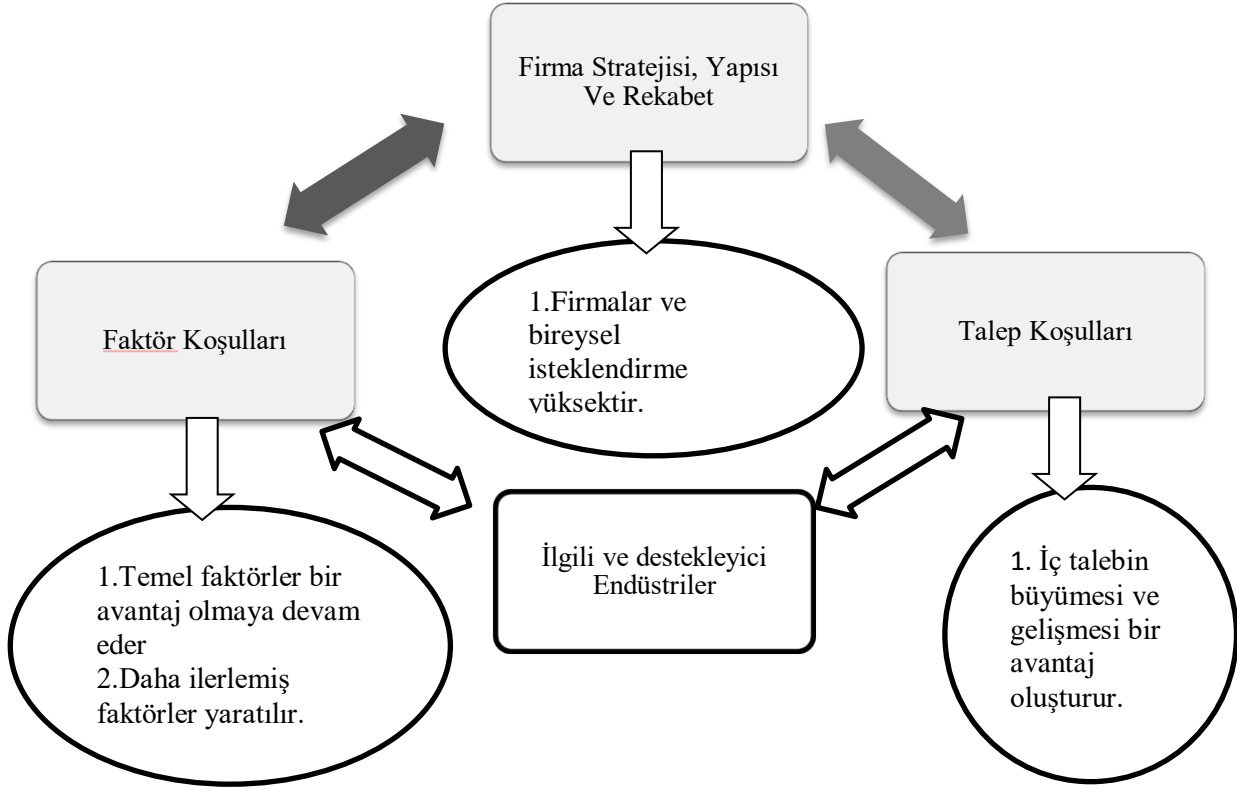 Firma Stratejisi, Yapısı
Ve Rekabet
Faktör Koşulları
1.Firmalar ve
bireysel
isteklendirme
yüksektir.
Talep Koşulları
1.Temel faktörler bir
avantaj olmaya devam
eder
2.Daha ilerlemiş
faktörler yaratılır.
İlgili ve destekleyici
Endüstriler
1. İç talebin
büyümesi ve
gelişmesi bir
avantaj
oluşturur.